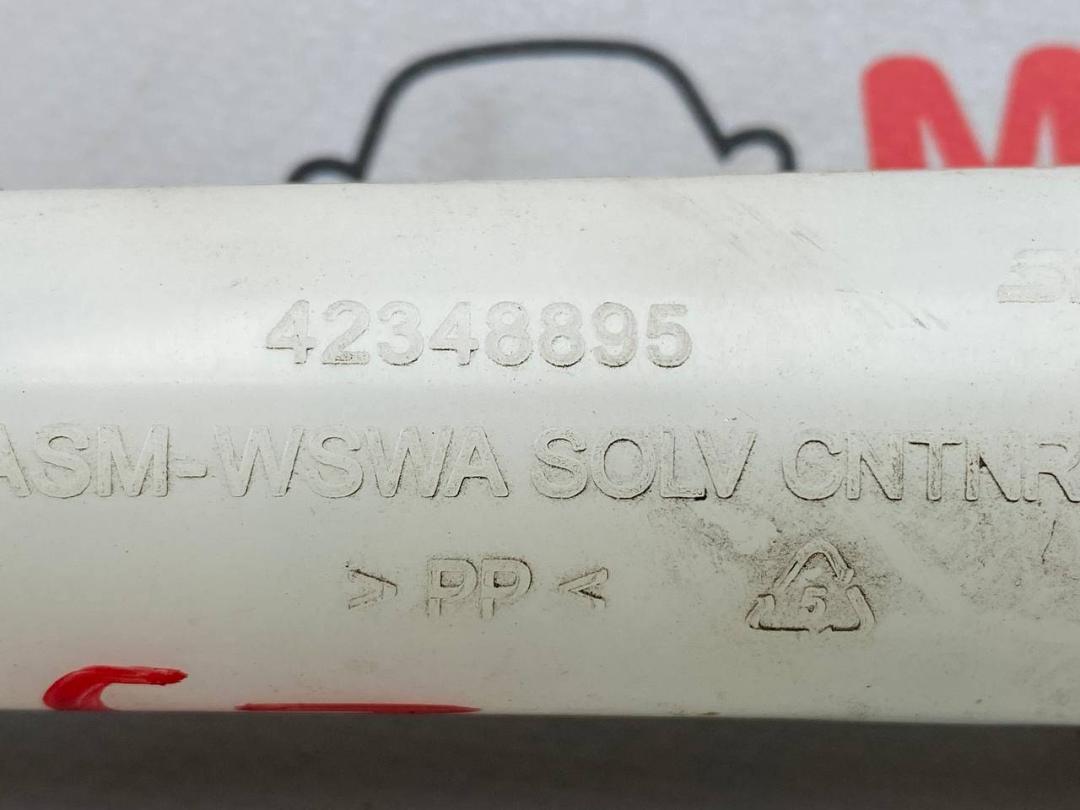 M
42348895
ASM-WSWA SOLV CNTNR
> PP <
5